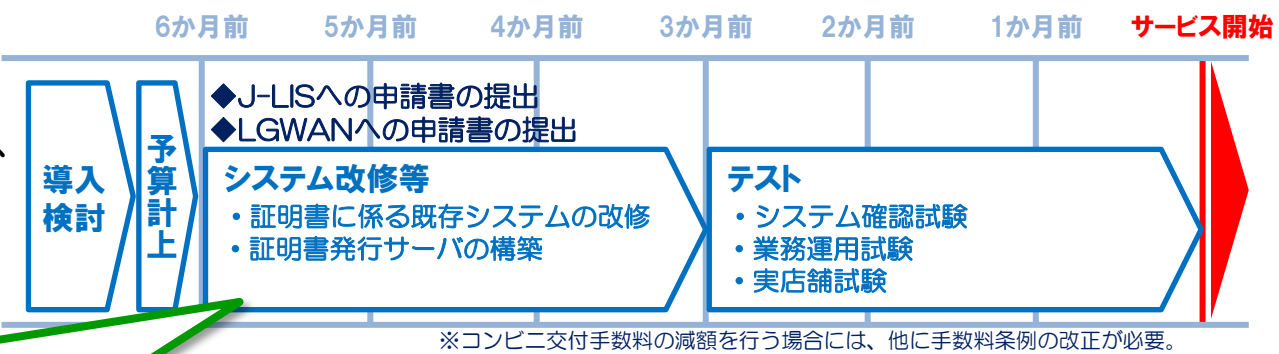 6か月前 5か月前 4か月前 3か月前 2か月前 1か月前 サービス開始
◆J-LISへの申請書の提出
◆LGWANへの申請書の提出
導入
検討
予算計上
システム改修等
・証明書に係る既存システムの改修
・証明書発行サーバの構築
テスト
・システム確認試験
・業務運用試験
・実店舗試験
※コンビニ交付手数料の減額を行う場合には、他に手数料条例の改正が必要。